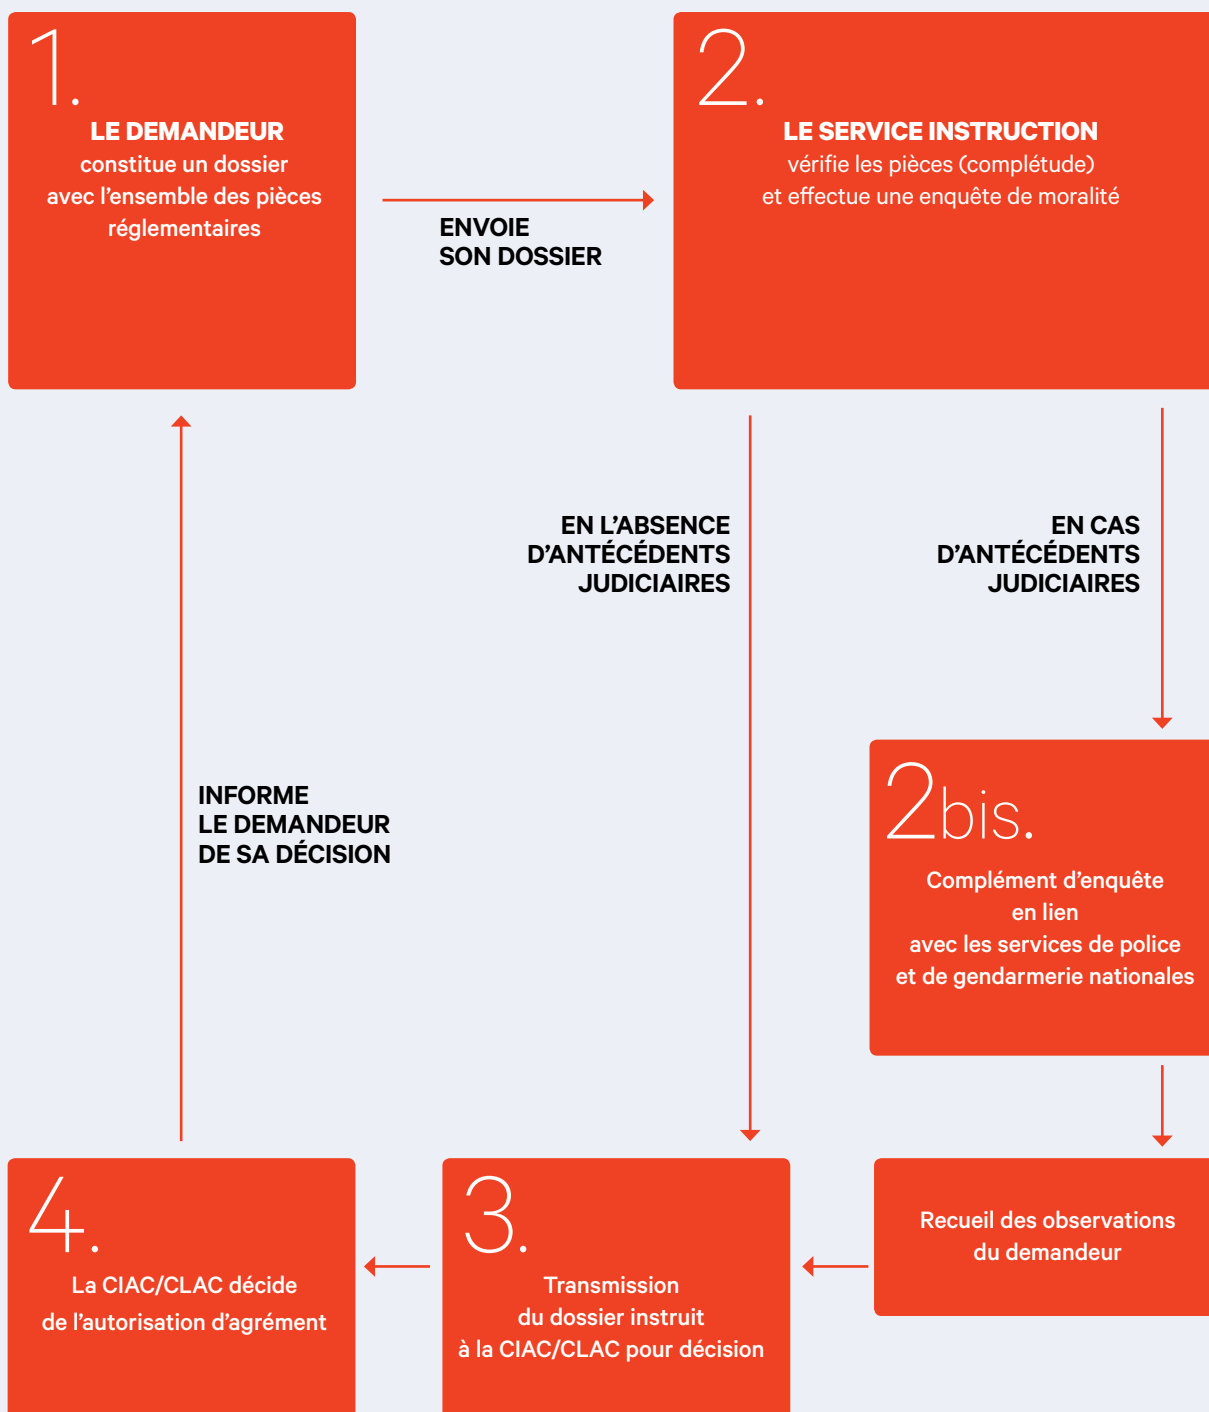 1.
LE DEMANDEUR
constitue un dossier
avec l’ensemble des pièces
réglementaires
ENVOIE
SON DOSSIER
2.
LE SERVICE INSTRUCTION
vérifie les pièces (complétude)
et effectue une enquête de moralité
EN L’ABSENCE
D’ANTÉCÉDENTS
JUDICIAIRES
EN CAS
D’ANTÉCÉDENTS
JUDICIAIRES
2bis.
Complément d’enquête
en lien
avec les services de police
et de gendarmerie nationales
Recueil des observations
du demandeur
3.
Transmission
du dossier instruit
à la CIAC/CLAC pour décision
4.
La CIAC/CLAC décide
de l’autorisation d’agrément
INFORME
LE DEMANDEUR
DE SA DÉCISION